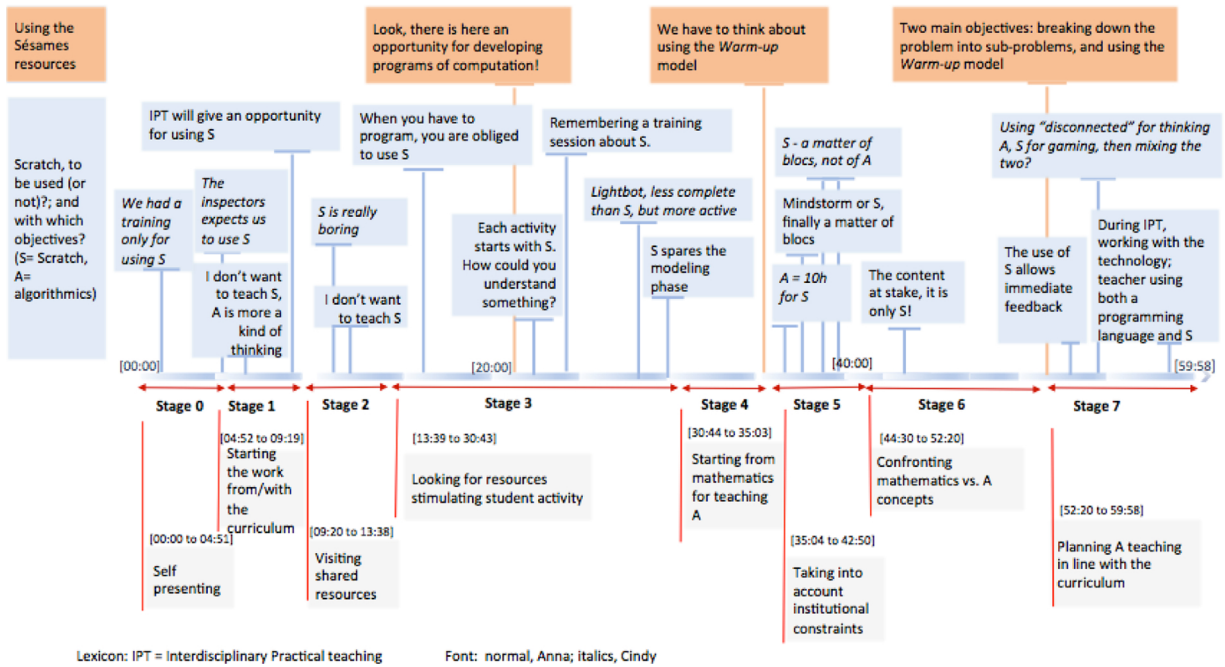 Using the
Sésames
resources
Look, there is here an
opportunity for developing
programs of computation!
We have to think about
using the Warm-up
model
Two main objectives: breaking down the
problem into sub-problems, and using the
Warm-up model
Scratch, to
be used (or
not)?; and
with which
objectives?
(S= Scratch,
A=
algorithmics)
IPT will give an opportunity
for using S
We had a
training
only for
using S
The
inspectors
expects us
to use S
I don't want
to teach S,
A is more a
kind of
thinking
S is really
boring
I don't want
to teach S
When you have to
program, you are obliged
to use S
Each activity
starts with S.
How could you
understand
something?
Remembering a training
session about S.
Lightbot, less complete
than S, but more active
S spares the
modeling
phase
S - a matter of
blocs, not of A
Mindstorm or S,
finally a matter of
blocs
A = 10h
for S
The content
at stake, it is
only S!
Using "disconnected" for thinking
A, S for gaming, then mixing the
two?
The use of
S allows
immediate
feedback
During IPT,
working with the
technology;
teacher using
both a
programming
language and S
[00:00]
[20:00]
[40:00]
[59:58]
Stage 0
Stage 1
Stage 2
Stage 3
Stage 4
Stage 5
Stage 6
Stage 7
[00:00 to 04:51]
Self
presenting
[04:52 to 09:19]
Starting
the work
from/with
the
curriculum
[09:20 to 13:38]
Visiting
shared
resources
[13:39 to 30:43]
Looking for resources
stimulating student activity
[30:44 to 35:03]
Starting from
mathematics
for teaching
A
[35:04 to 42:50]
Taking into
account
institutional
constraints
[44:30 to 52:20]
Confronting
mathematics vs. A
concepts
[52:20 to 59:58]
Planning A teaching
in line with the
curriculum
Lexicon: IPT = Interdisciplinary Practical teaching
Font: normal, Anna; italics, Cindy